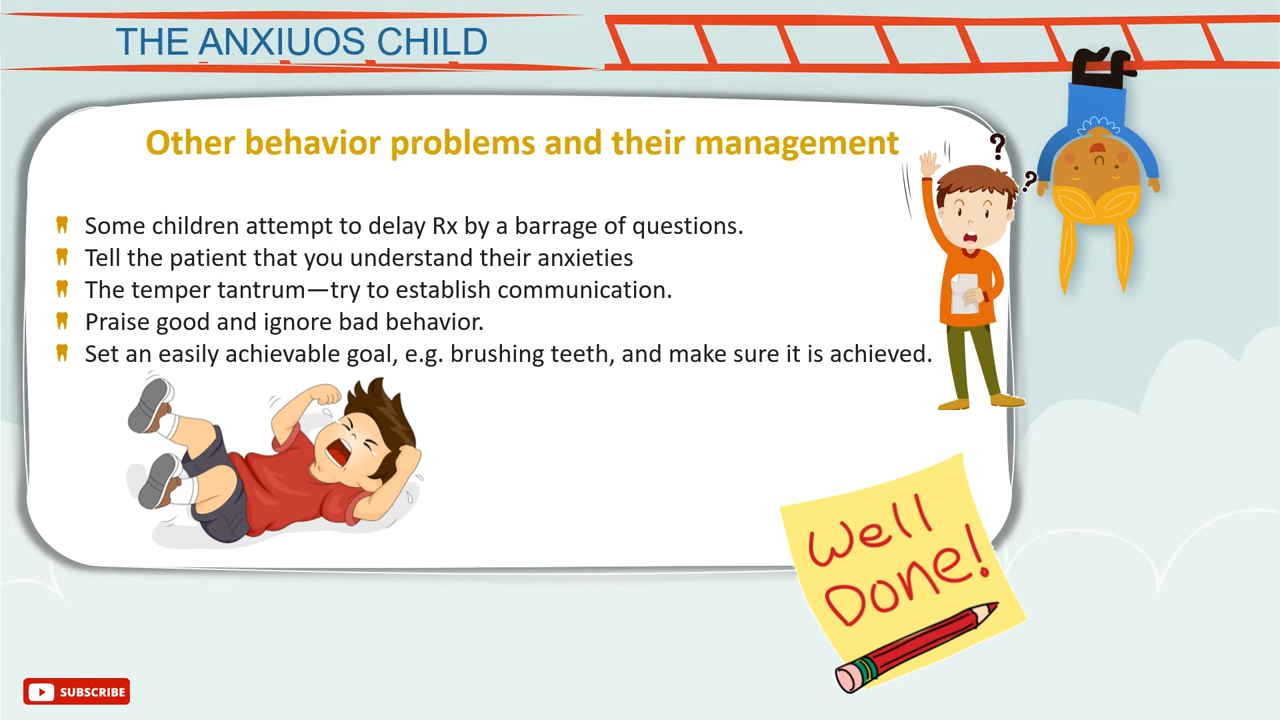 THE ANXIUOS CHILD
Other behavior problems and their management
Some children attempt to delay Rx by a barrage of questions.
Tell the patient that you understand their anxieties
The temper tantrum—try to establish communication.
Praise good and ignore bad behavior.
Set an easily achievable goal, e.g. brushing teeth, and make sure it is achieved.
?
?
Well
Done!
SUBSCRIBE